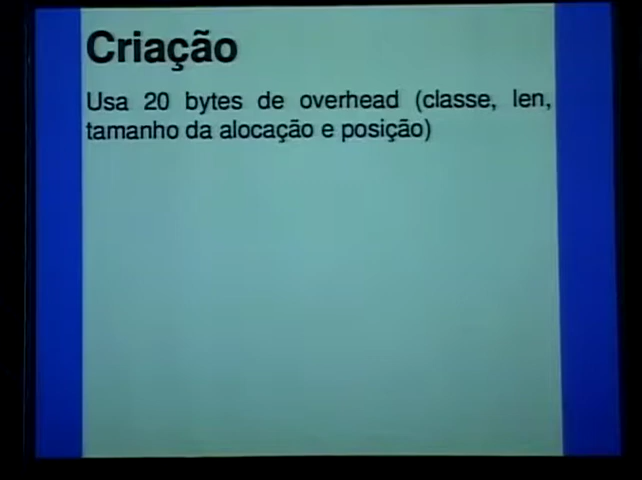 Criação
Usa 20 bytes de overhead (classe, len,
tamanho da alocação e posição)